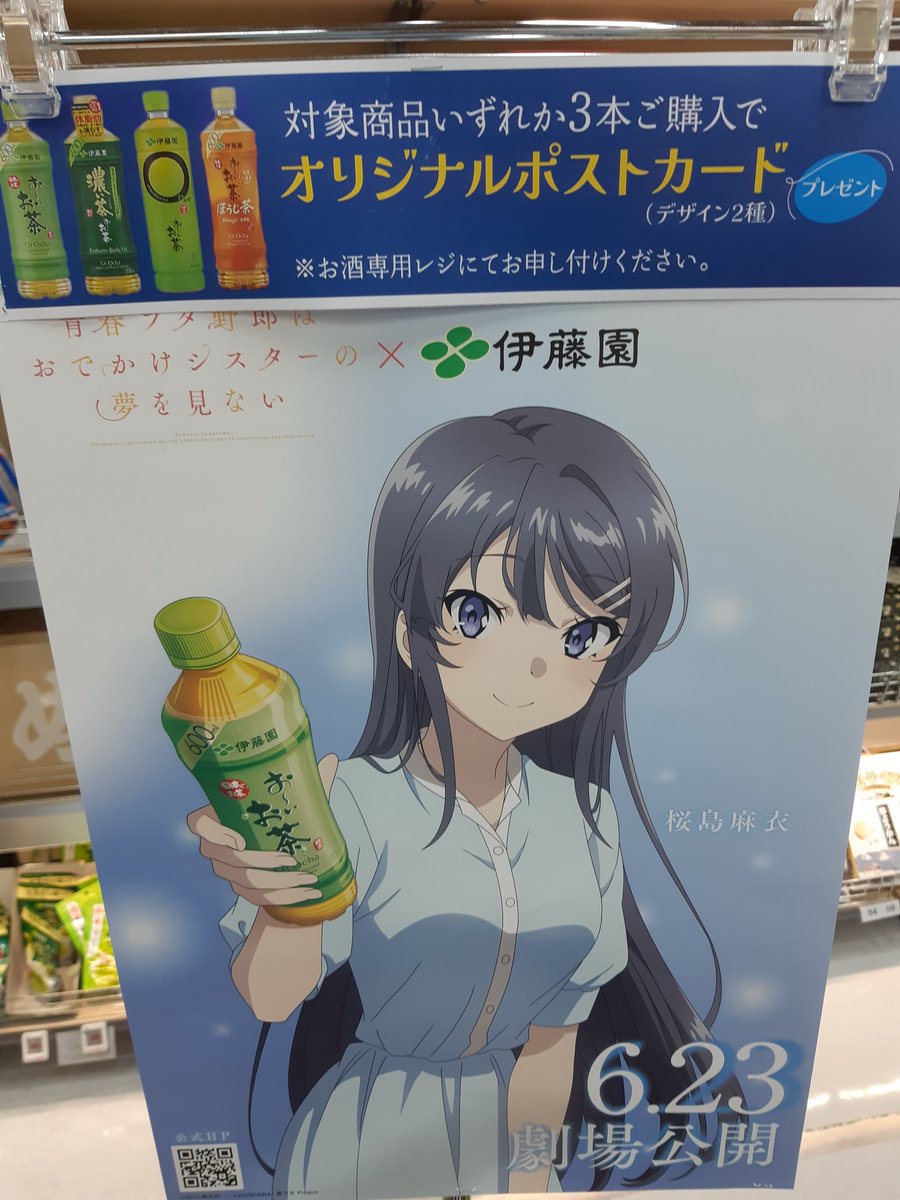 対象商品いずれか3本ご購入で
オリジナルポストカード
プレゼント
(デザイン2種)
※お酒専用レジにてお申し付けください。
青春ブタ野郎は
おでかけシスターの
夢を見ない
×
伊藤園
600ml
伊藤園
お〜いお茶
桜島麻衣
6.23
劇場公開
公式HP